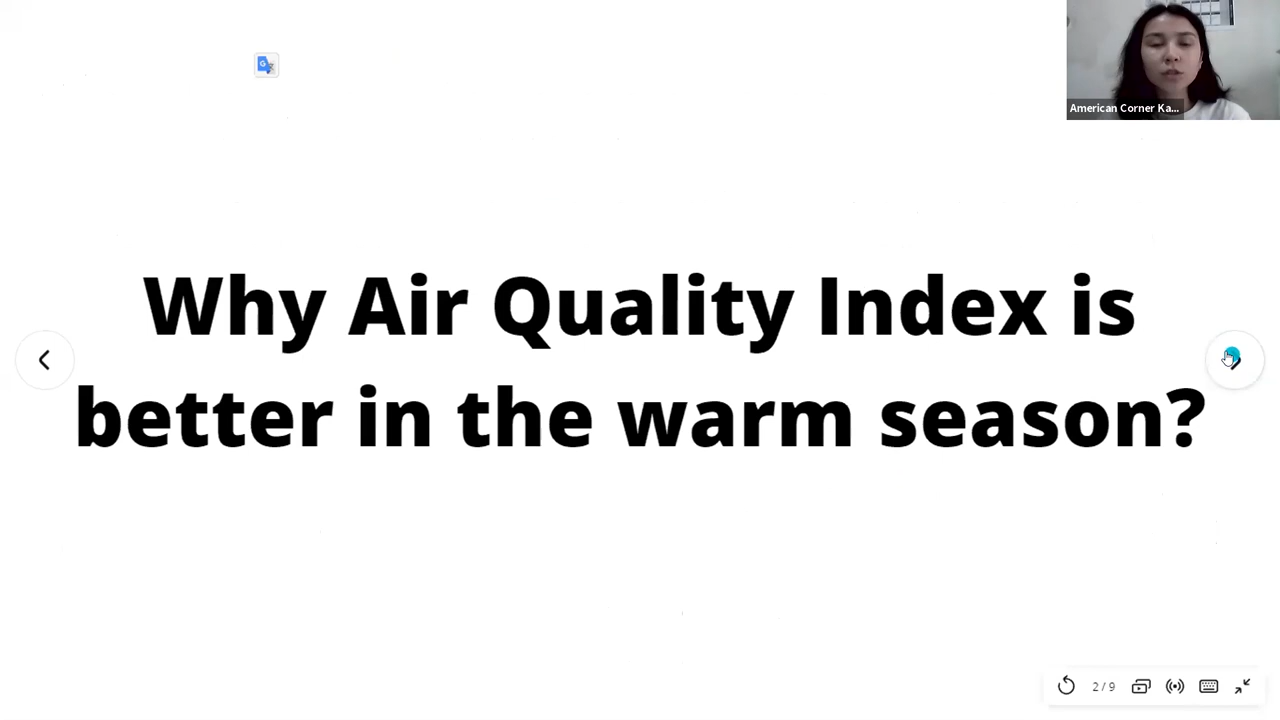 American Corner Ka...
Why Air Quality Index is
better in the warm season?
2 / 9